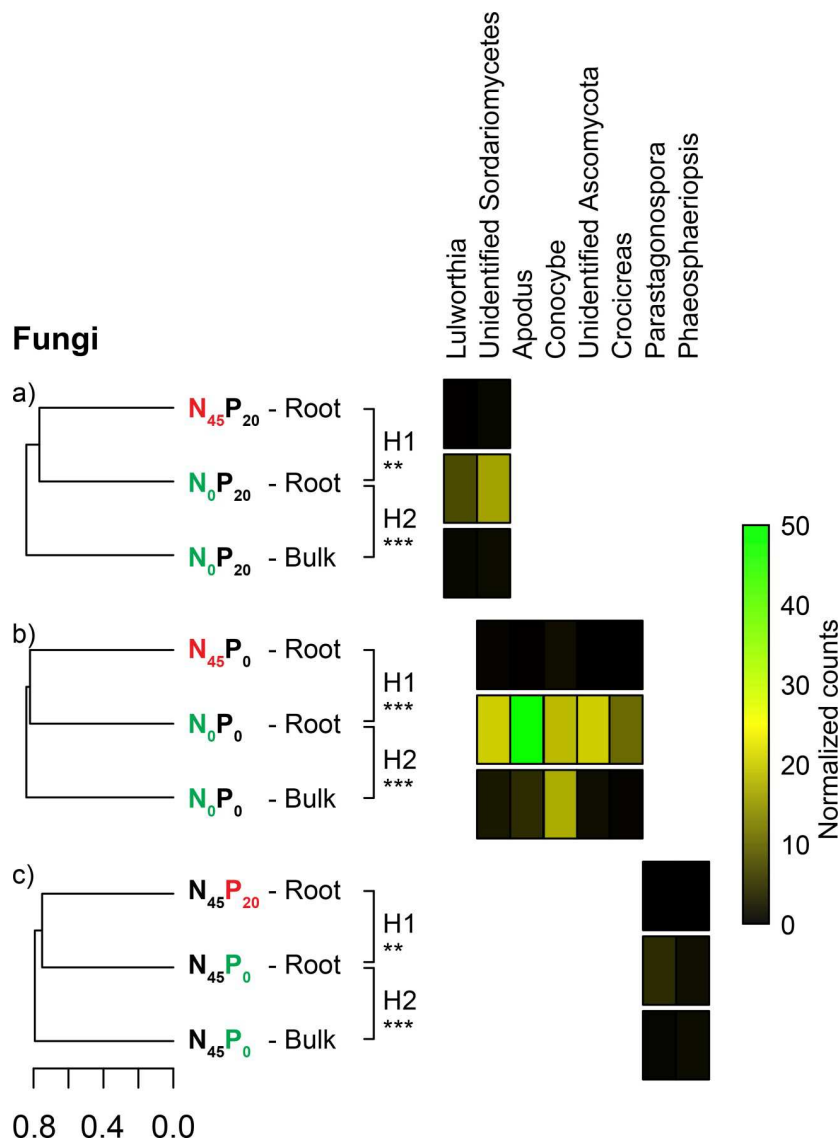 Lulworthia
Unidentified Sordariomycetes
Apodus
Conocybe
Unidentified Ascomycota
Crocicreas
Parastagonospora
Phaeosphaeriopsis
Fungi
a)
N45P20 - Root
H1
**
N0P20 - Root
H2
***
N0P20 - Bulk
b)
N45P0 - Root
H1
***
N0P0 - Root
H2
***
N0P0 - Bulk
c)
N45P20 - Root
H1
**
N45P0 - Root
H2
***
N45P0 - Bulk
0.8 0.4 0.0
50
40
30
20
10
0
Normalized counts